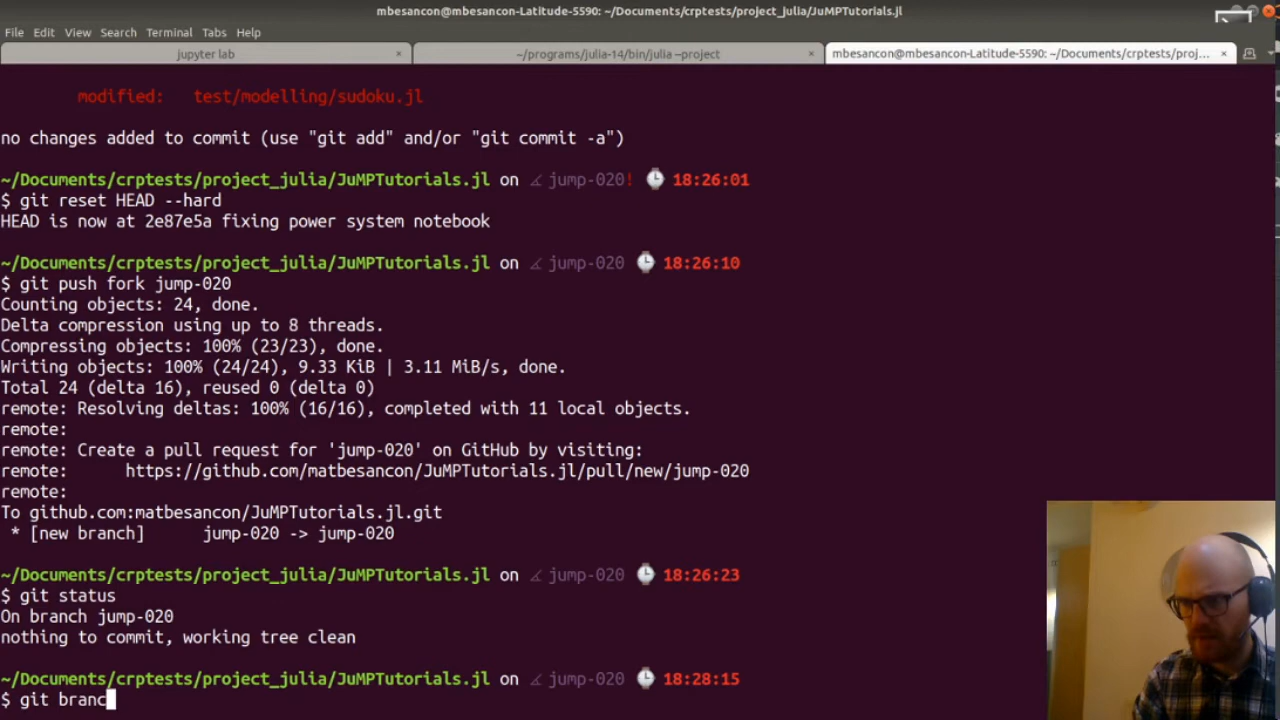 mbesancon@mbesancon-Latitude-5590: ~/Documents/crptests/project_julia/JuMPTutorials.jl
File Edit View Search Terminal Tabs Help
jupyter lab × ~/programs/julia-14/bin/julia --project × mbesancon@mbesancon-Latitude-5590: ~/Documents/crptests/proj... ×
modified: test/modelling/sudoku.jl
no changes added to commit (use "git add" and/or "git commit -a")
~/Documents/crptests/project_julia/JuMPTutorials.jl on jump-020! 18:26:01
$ git reset HEAD --hard
HEAD is now at 2e87e5a fixing power system notebook
~/Documents/crptests/project_julia/JuMPTutorials.jl on jump-020 18:26:10
$ git push fork jump-020
Counting objects: 24, done.
Delta compression using up to 8 threads.
Compressing objects: 100% (23/23), done.
Writing objects: 100% (24/24), 9.33 KiB | 3.11 MiB/s, done.
Total 24 (delta 16), reused 0 (delta 0)
remote: Resolving deltas: 100% (16/16), completed with 11 local objects.
remote:
remote: Create a pull request for 'jump-020' on GitHub by visiting:
remote: https://github.com/matbesancon/JuMPTutorials.jl/pull/new/jump-020
remote:
To github.com:matbesancon/JuMPTutorials.jl.git
* [new branch] jump-020 -> jump-020
~/Documents/crptests/project_julia/JuMPTutorials.jl on jump-020 18:26:23
$ git status
On branch jump-020
nothing to commit, working tree clean
~/Documents/crptests/project_julia/JuMPTutorials.jl on jump-020 18:28:15
$ git branc